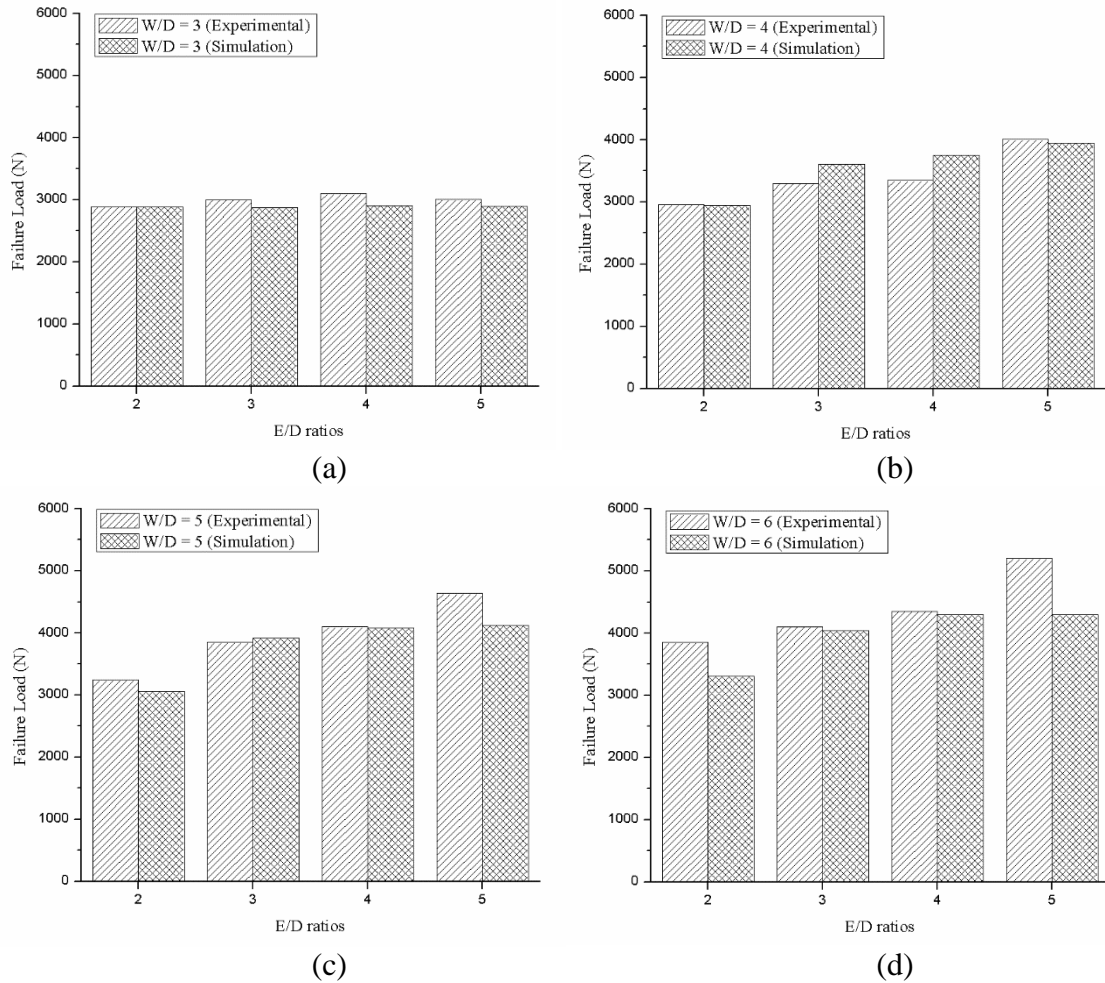 W/D = 3 (Experimental)
W/D = 3 (Simulation)
6000
5000
4000
3000
2000
1000
0
Failure Load (N)
2 3 4 5
E/D ratios
(a)
W/D = 4 (Experimental)
W/D = 4 (Simulation)
6000
5000
4000
3000
2000
1000
0
Failure Load (N)
2 3 4 5
E/D ratios
(b)
W/D = 5 (Experimental)
W/D = 5 (Simulation)
6000
5000
4000
3000
2000
1000
0
Failure Load (N)
2 3 4 5
E/D ratios
(c)
W/D = 6 (Experimental)
W/D = 6 (Simulation)
6000
5000
4000
3000
2000
1000
0
Failure Load (N)
2 3 4 5
E/D ratios
(d)